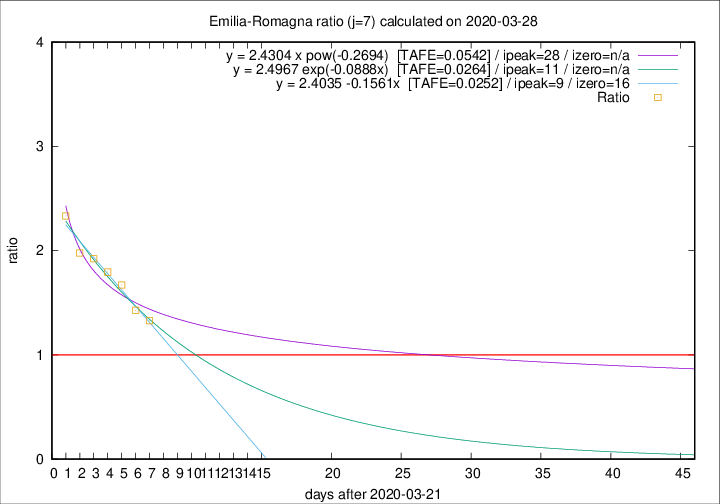 Emilia-Romagna ratio (j=7) calculated on 2020-03-28
y = 2.4304 x pow(-0.2694) [TAFE=0.0542] / ipeak=28 / izero=n/a
y = 2.4967 exp(-0.0888x) [TAFE=0.0264] / ipeak=11 / izero=n/a
y = 2.4035 -0.1561x [TAFE=0.0252] / ipeak=9 / izero=16
Ratio
4
3
2
1
0
ratio
0 1 2 3 4 5 6 7 8 9 10 11 12 13 14 15 20 25 30 35 40 45
days after 2020-03-21